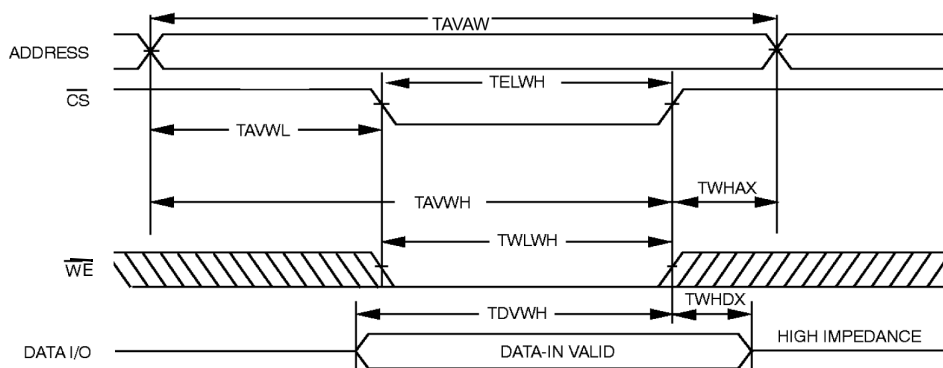 TAVAW
ADDRESS
TELWH
CS
TAVWL
TWHAX
TAVWH
TWLWH
WE
TDVWH
TWHDX
DATA I/O
DATA-IN VALID
HIGH IMPEDANCE